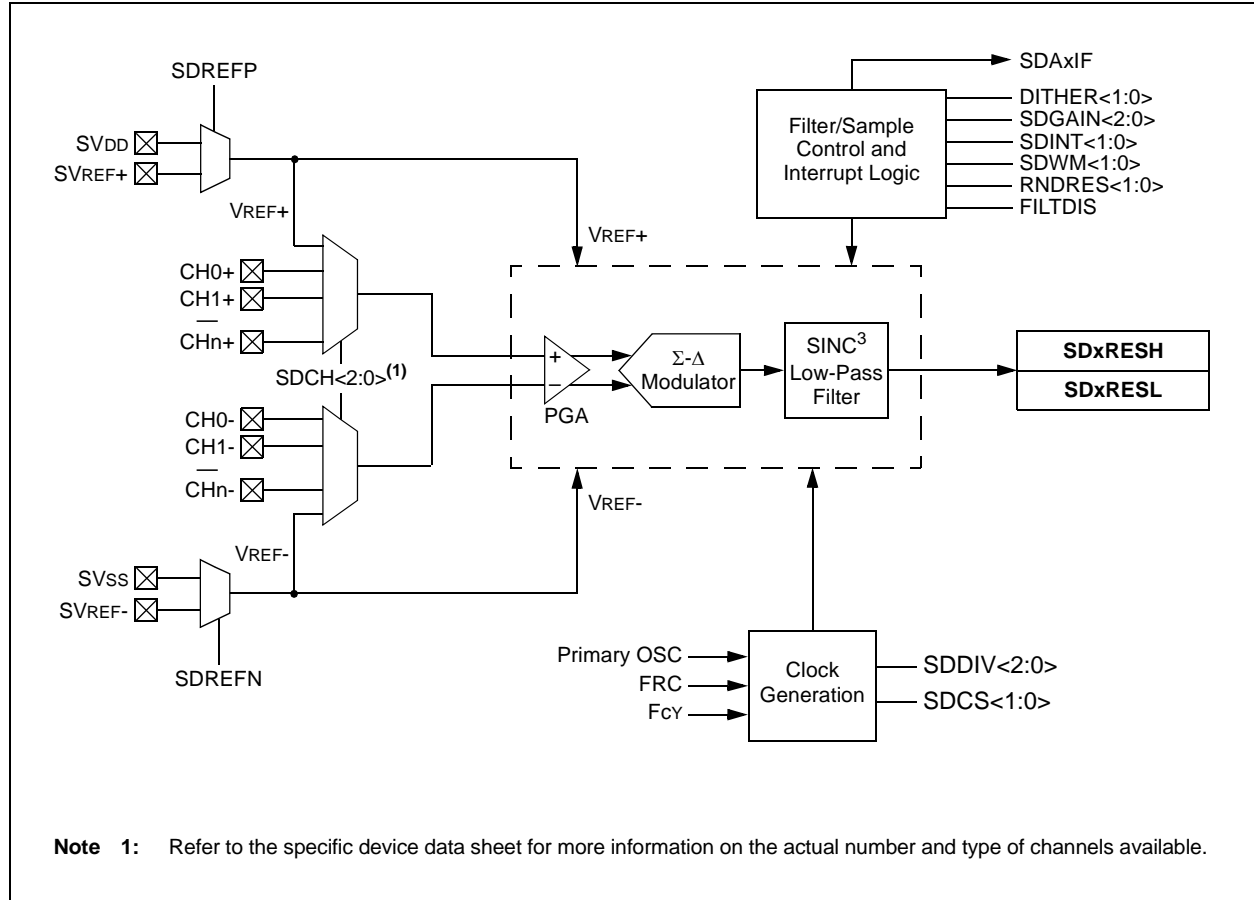 SDREFP
SVDD
SVREF+
VREF+
CH0+
CH1+
CHn+
SDCH<2:0>(1)
CH0-
CH1-
CHn-
VREF-
SVSS
SVREF-
SDREFN
VREF+
+
−
PGA
Σ-Δ
Modulator
SINC3
Low-Pass
Filter
VREF-
Filter/Sample
Control and
Interrupt Logic
SDAxIF
DITHER<1:0>
SDGAIN<2:0>
SDINT<1:0>
SDWM<1:0>
RNDRES<1:0>
FILTDIS
SDxRESH
SDxRESL
Primary OSC
FRC
FCY
Clock
Generation
SDDIV<2:0>
SDCS<1:0>
Note 1: Refer to the specific device data sheet for more information on the actual number and type of channels available.